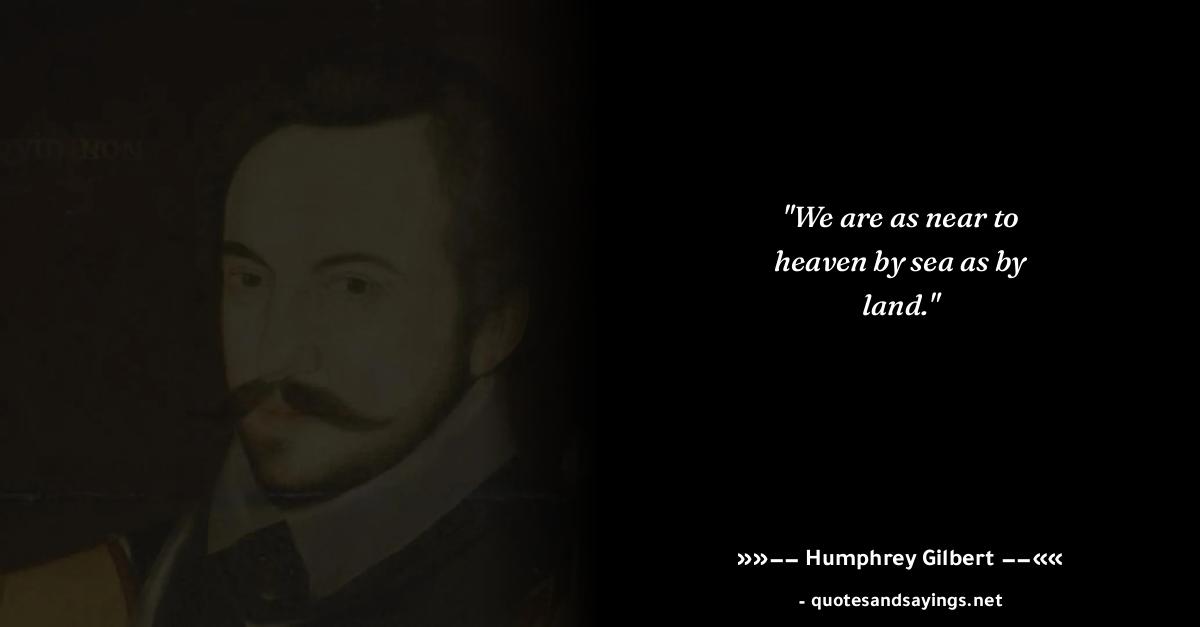 "We are as near to
heaven by sea as by
land."
»»–– Humphrey Gilbert ––««
- quotesandsayings.net